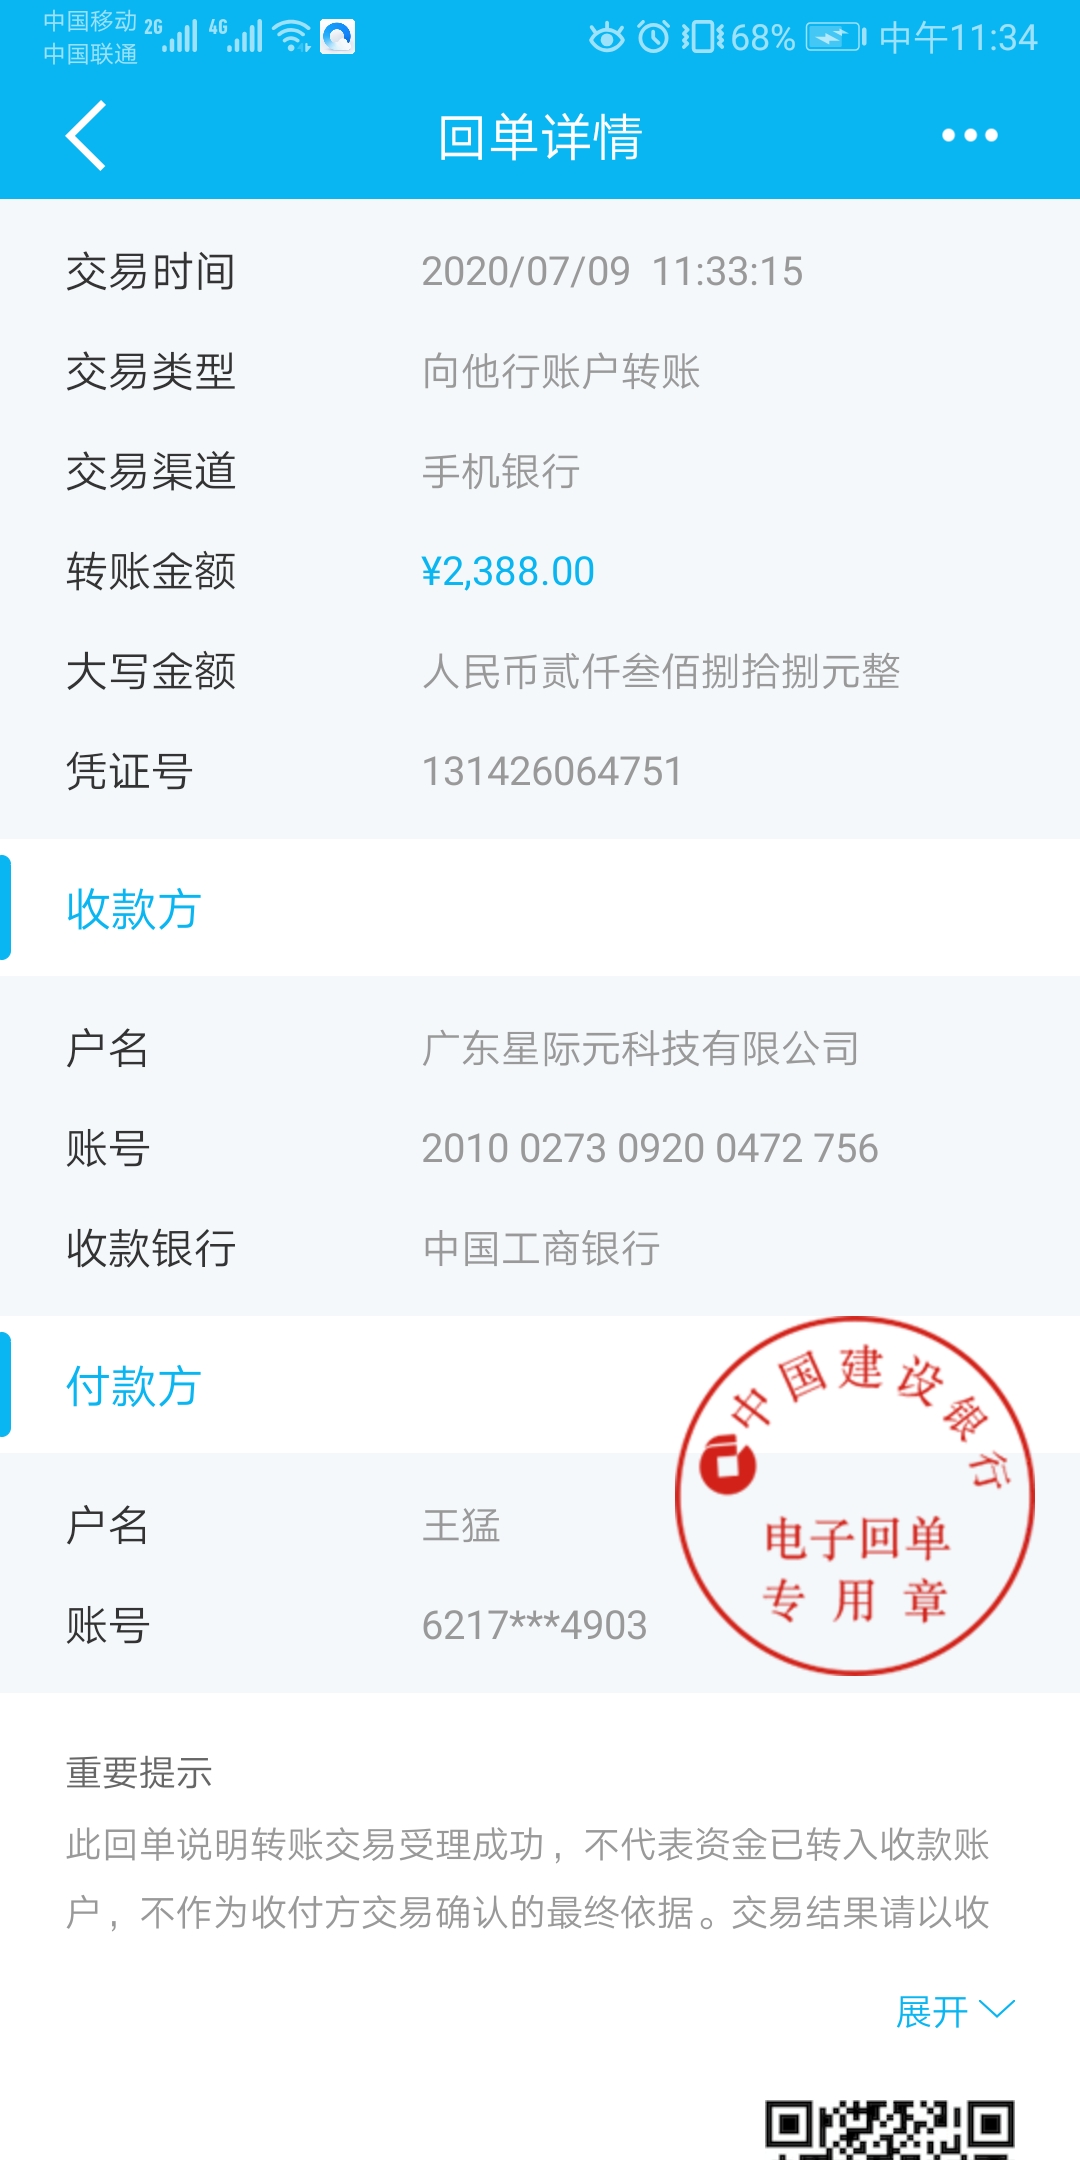 中国移动 2G 4G 68% 中午11:34
中国联通
回单详情
交易时间 2020/07/09 11:33:15
交易类型 向他行账户转账
交易渠道 手机银行
转账金额 ¥2,388.00
大写金额 人民币贰仟叁佰捌拾捌元整
凭证号 131426064751
收款方
户名 广东星际元科技有限公司
账号 2010 0273 0920 0472 756
收款银行 中国工商银行
付款方
中国建设银行
电子回单
专用章
户名 王猛
账号 6217***4903
重要提示
此回单说明转账交易受理成功，不代表资金已转入收款账
户，不作为收付方交易确认的最终依据。交易结果请以收
展开